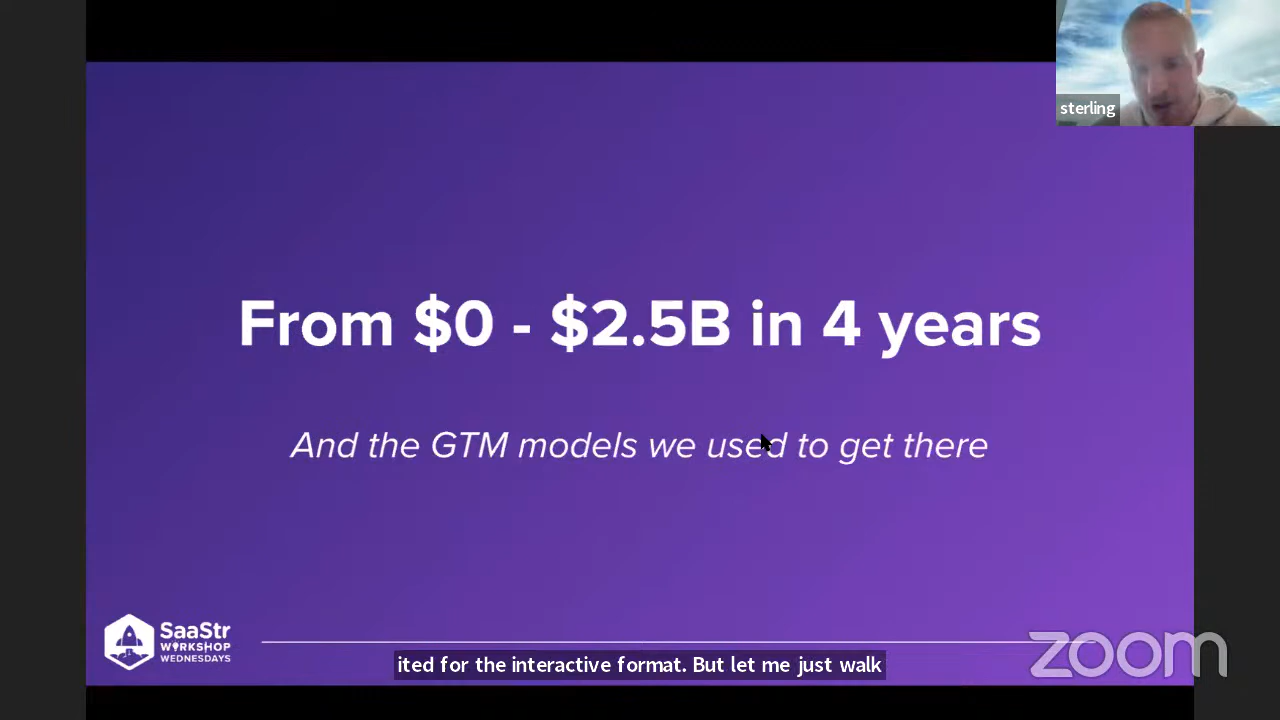 sterling
From $0 - $2.5B in 4 years
And the GTM models we used to get there
SaaStr
WORKSHOP
WEDNESDAYS
ited for the interactive format. But let me just walk
zoom